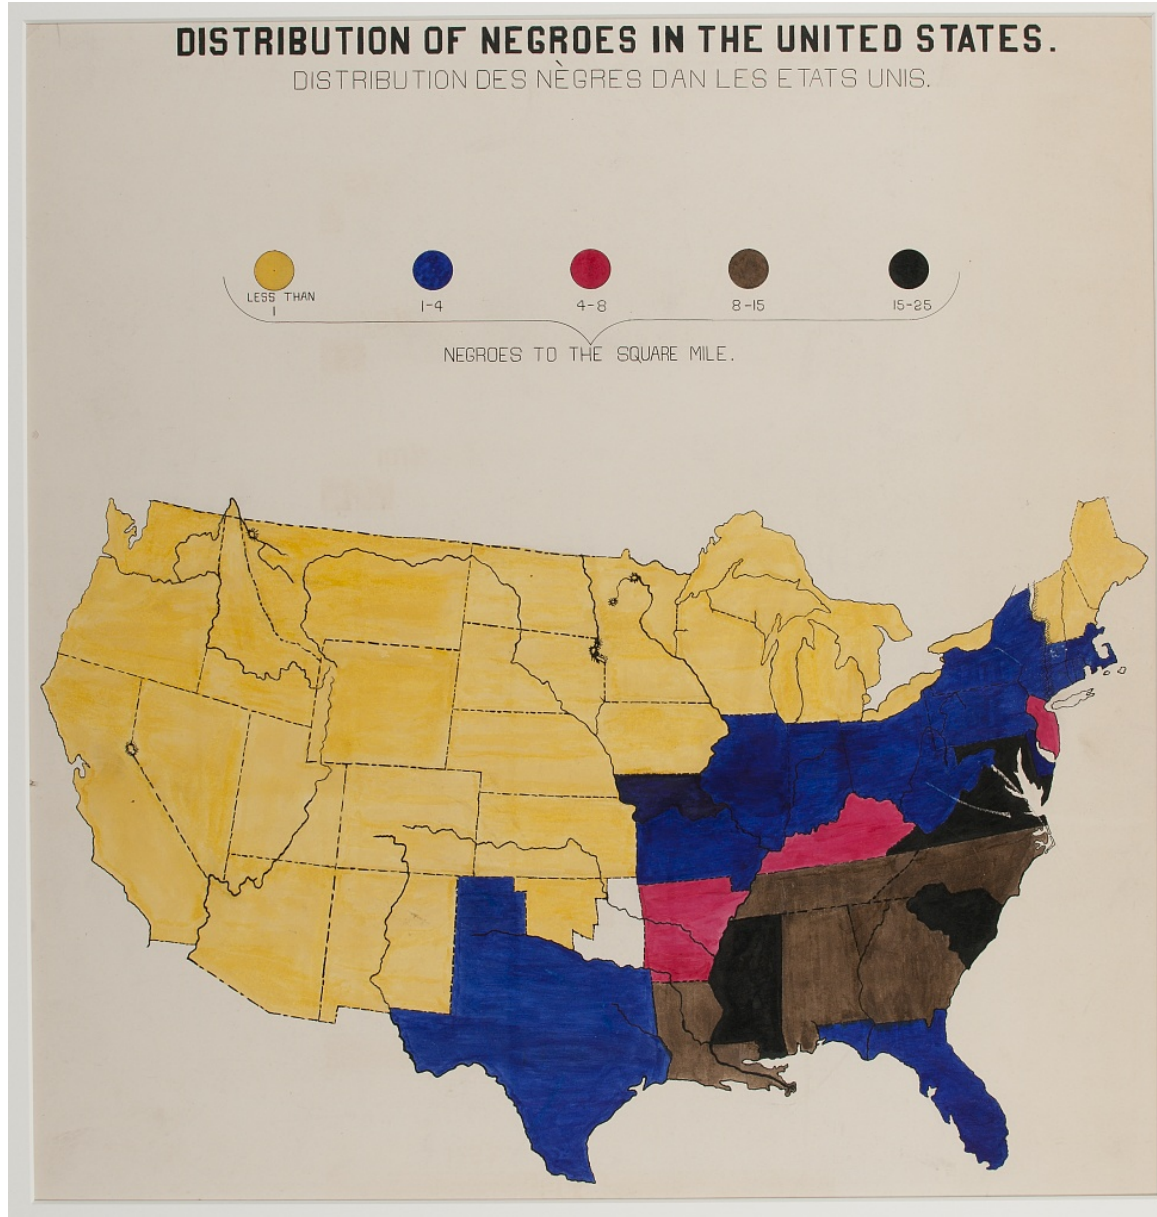 DISTRIBUTION OF NEGROES IN THE UNITED STATES.
DISTRIBUTION DES NÈGRES DAN LES ETATS UNIS.
LESS THAN
1
1-4
4-8
8-15
15-25
NEGROES TO THE SQUARE MILE.